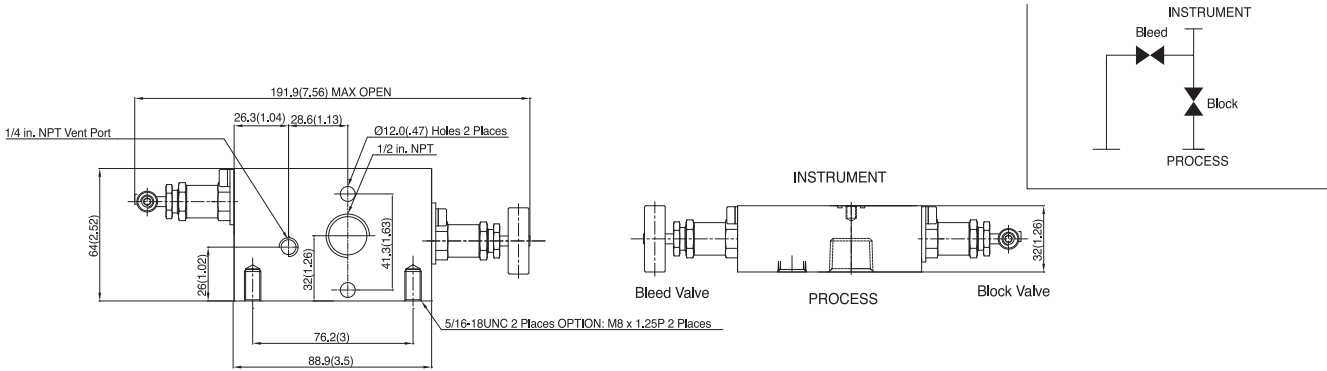 191.9(7.56) MAX OPEN
26.3(1.04)
28.6(1.13)
1/4 in. NPT Vent Port
Ø12.0(.47) Holes 2 Places
1/2 in. NPT
64(2.52)
26(1.02)
32(1.26)
41.3(1.63)
5/16-18UNC 2 Places OPTION: M8 x 1.25P 2 Places
76.2(3)
88.9(3.5)
INSTRUMENT
32(1.26)
Bleed Valve
PROCESS
Block Valve
INSTRUMENT
Bleed
Block
PROCESS